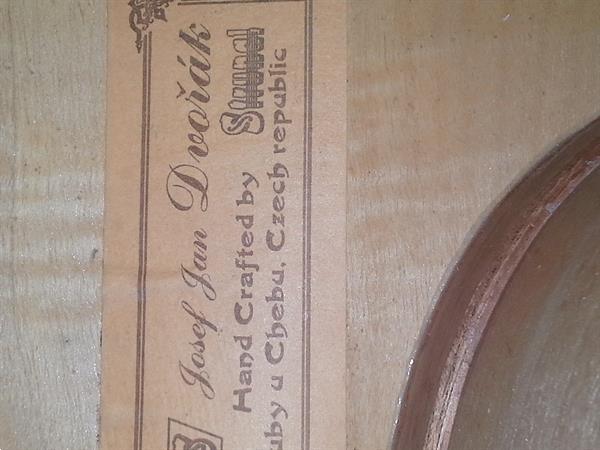 Josef Jan Dvořák
Hand Crafted by Strunal
uby u Chebu, Czech republic